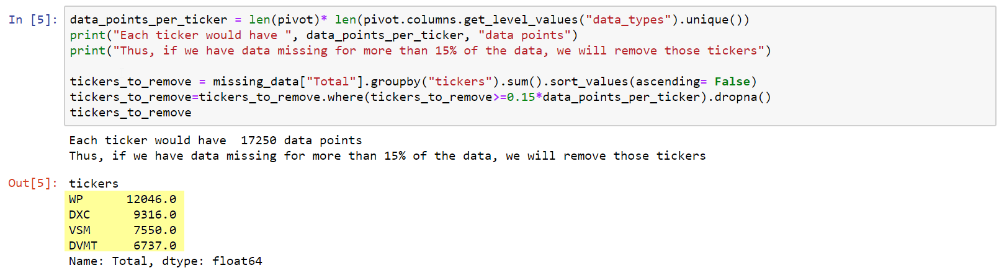 In [5]: data_points_per_ticker = len(pivot)* len(pivot.columns.get_level_values("data_types").unique())
print("Each ticker would have ", data_points_per_ticker, "data points")
print("Thus, if we have data missing for more than 15% of the data, we will remove those tickers")
tickers_to_remove = missing_data["Total"].groupby("tickers").sum().sort_values(ascending= False)
tickers_to_remove=tickers_to_remove.where(tickers_to_remove>=0.15*data_points_per_ticker).dropna()
tickers_to_remove
Each ticker would have  17250 data points
Thus, if we have data missing for more than 15% of the data, we will remove those tickers
Out[5]: tickers
WP      12046.0
DXC      9316.0
VSM      7550.0
DVMT     6737.0
Name: Total, dtype: float64